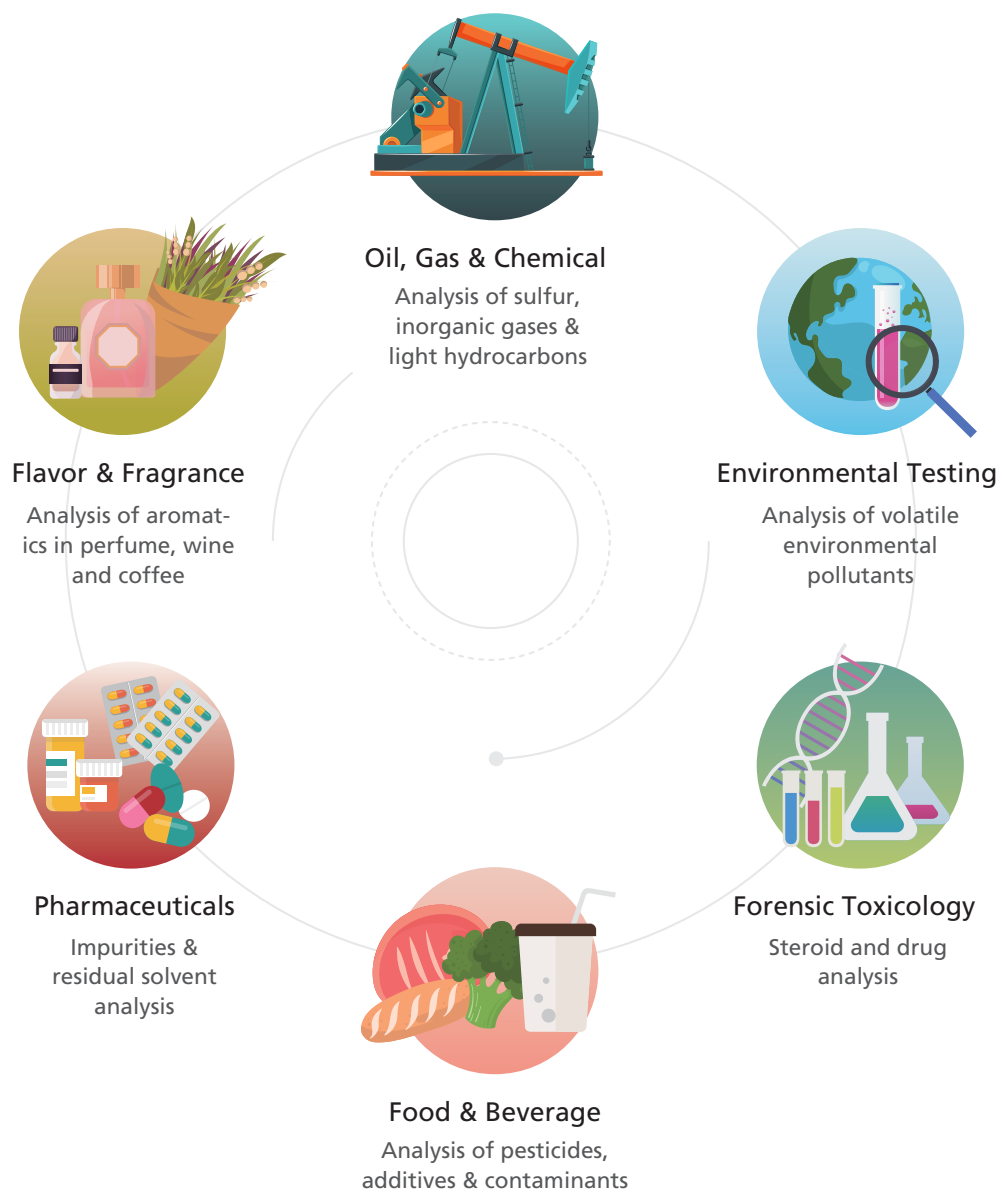 Oil, Gas & Chemical
Analysis of sulfur,
inorganic gases &
light hydrocarbons
Flavor & Fragrance
Analysis of aromat-
ics in perfume, wine
and coffee
Environmental Testing
Analysis of volatile
environmental
pollutants
Pharmaceuticals
Impurities &
residual solvent
analysis
Forensic Toxicology
Steroid and drug
analysis
Food & Beverage
Analysis of pesticides,
additives & contaminants